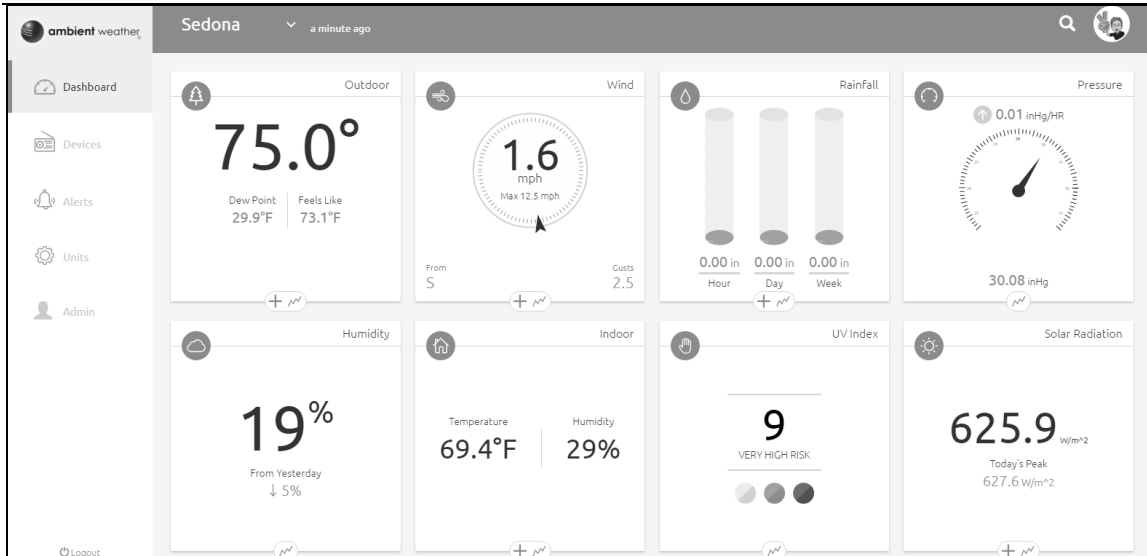 ambient weather
Sedona a minute ago
Dashboard
Devices
Alerts
Units
Admin
Logout
Outdoor
75.0°
Dew Point Feels Like
29.9°F 73.1°F
Wind
1.6
mph
Max 12.5 mph
From Gusts
S 2.5
Rainfall
0.00 in 0.00 in 0.00 in
Hour Day Week
Pressure
0.01 inHg/HR
30.08 inHg
Humidity
19%
From Yesterday
↓ 5%
Indoor
Temperature Humidity
69.4°F 29%
UV Index
9
VERY HIGH RISK
Solar Radiation
625.9 W/m^2
Today's Peak
627.6 W/m^2